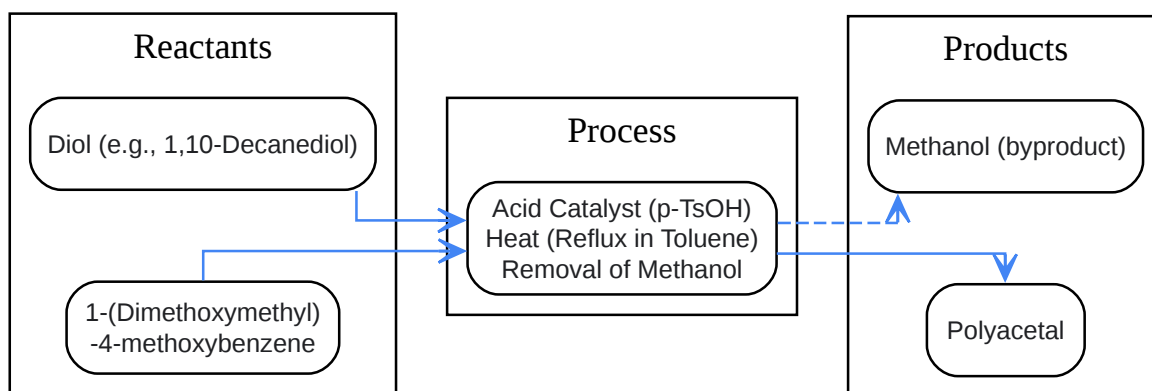 Reactants
Diol (e.g., 1,10-Decanediol)
1-(Dimethoxymethyl)
-4-methoxybenzene
Process
Acid Catalyst (p-TsOH)
Heat (Reflux in Toluene)
Removal of Methanol
Products
Methanol (byproduct)
Polyacetal